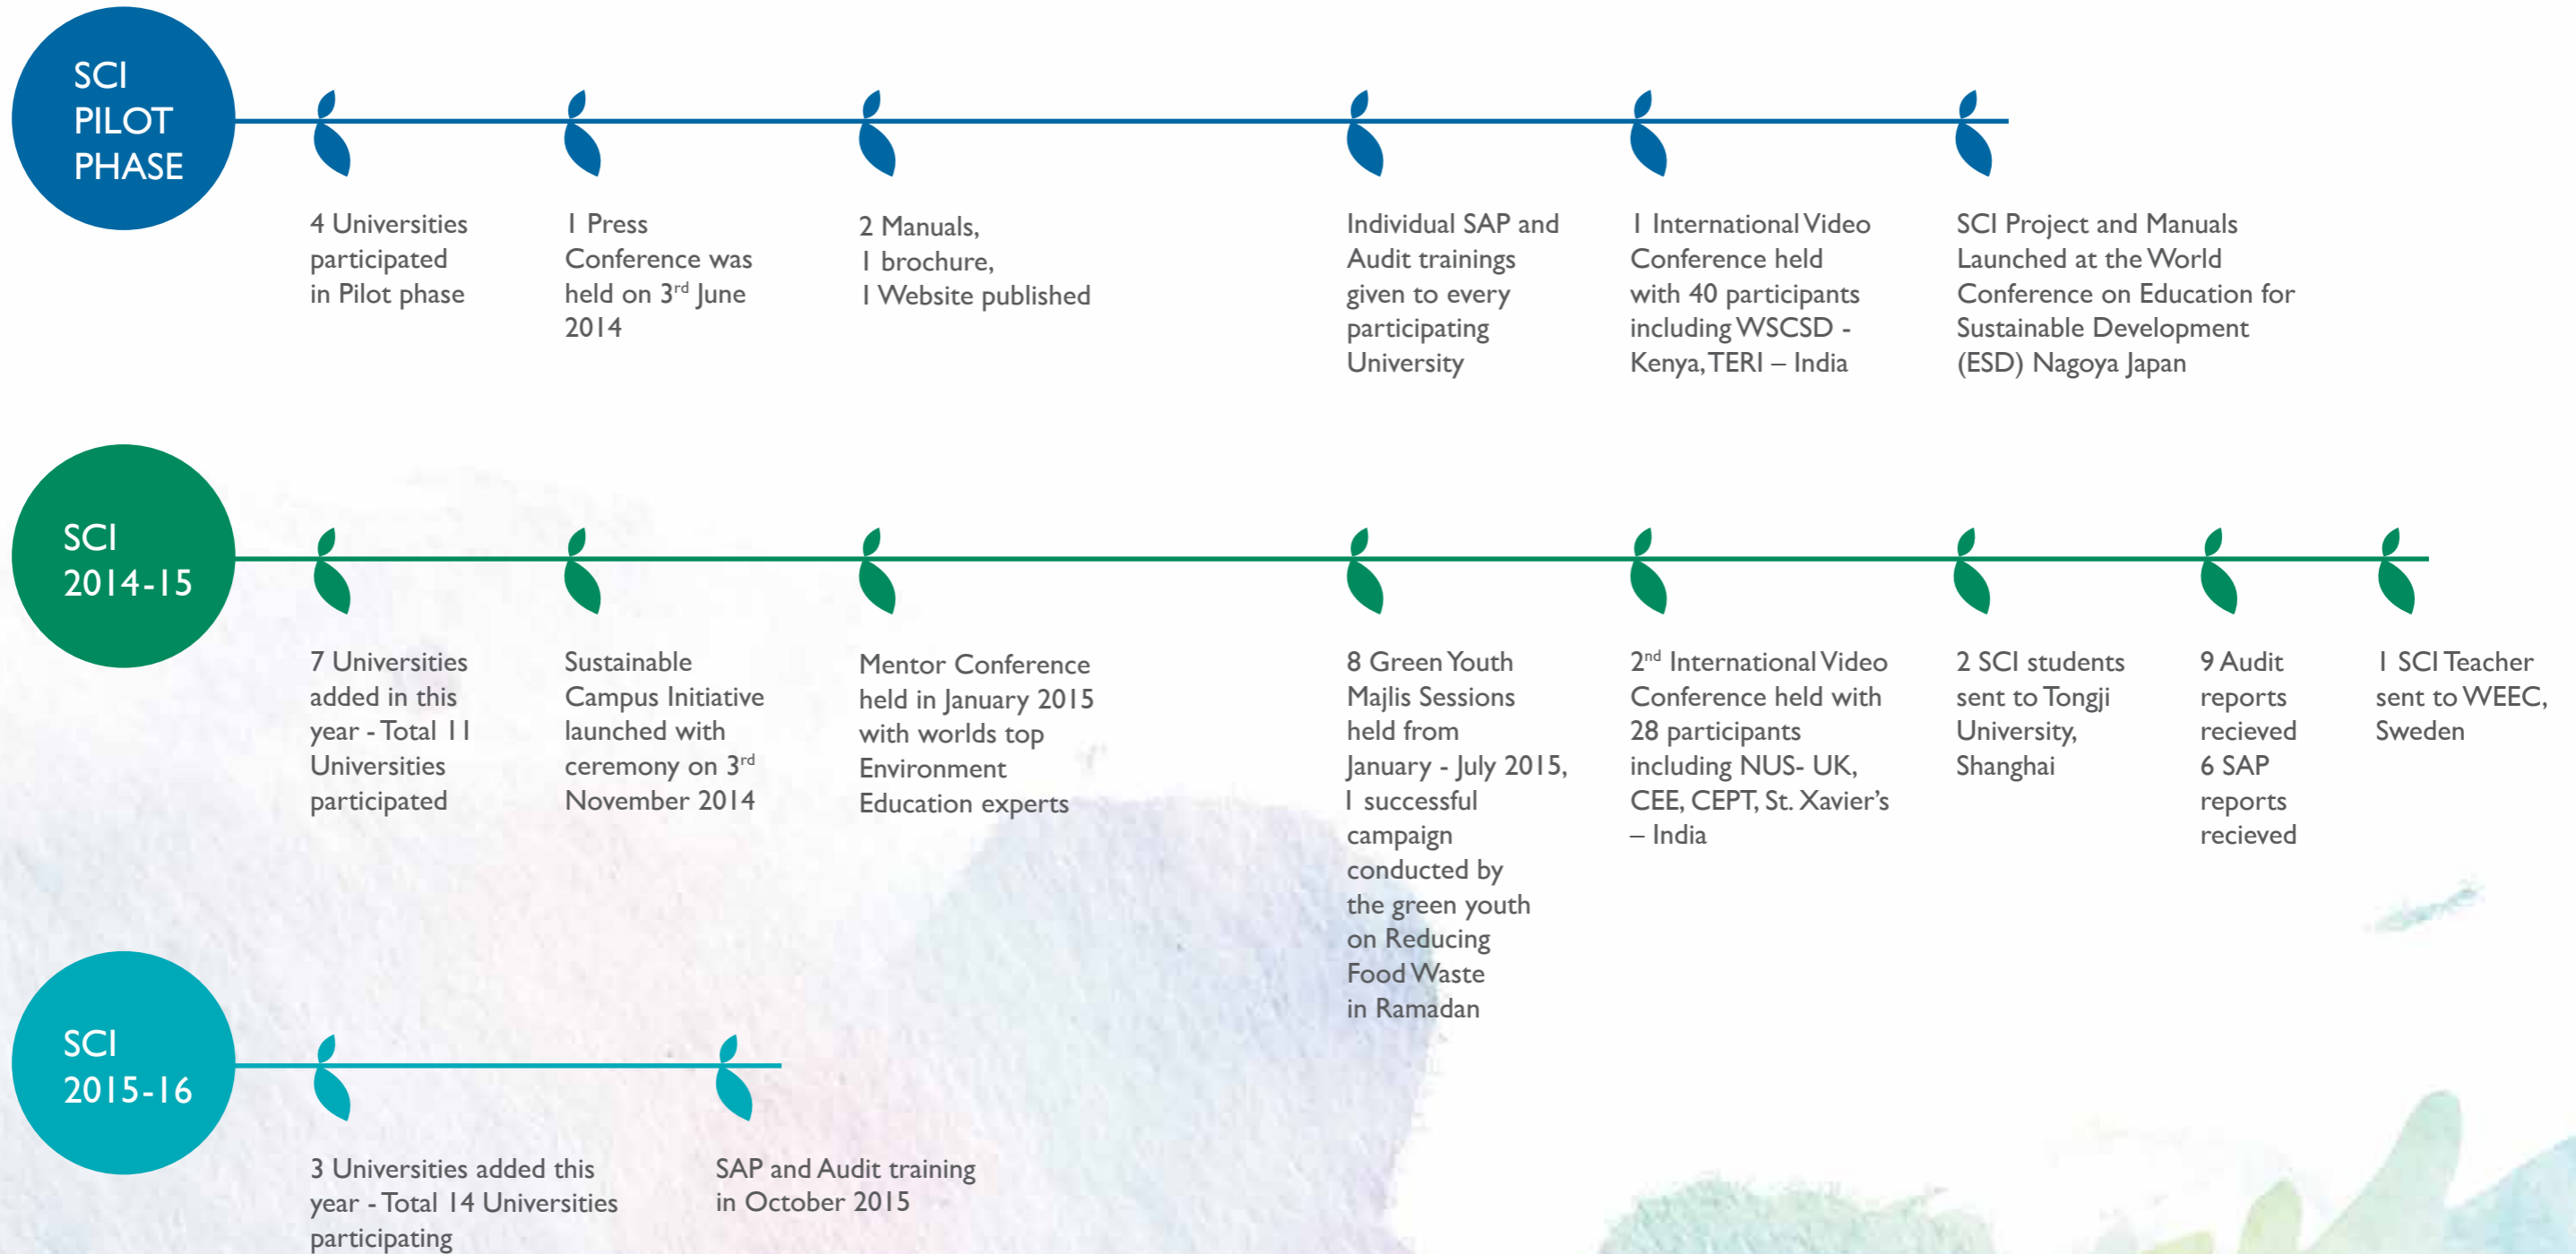 SCI
PILOT
PHASE
4 Universities
participated
in Pilot phase
1 Press
Conference was
held on 3rd June
2014
2 Manuals,
1 brochure,
1 Website published
Individual SAP and
Audit trainings
given to every
participating
University
1 International Video
Conference held
with 40 participants
including WSCSD -
Kenya, TERI – India
SCI Project and Manuals
Launched at the World
Conference on Education for
Sustainable Development
(ESD) Nagoya Japan
SCI
2014-15
7 Universities
added in this
year - Total 11
Universities
participated
Sustainable
Campus Initiative
launched with
ceremony on 3rd
November 2014
Mentor Conference
held in January 2015
with worlds top
Environment
Education experts
8 Green Youth
Majlis Sessions
held from
January - July 2015,
1 successful
campaign
conducted by
the green youth
on Reducing
Food Waste
in Ramadan
2nd International Video
Conference held with
28 participants
including NUS- UK,
CEE, CEPT, St. Xavier’s
– India
2 SCI students
sent to Tongji
University,
Shanghai
9 Audit
reports
recieved
6 SAP
reports
recieved
1 SCI Teacher
sent to WEEC,
Sweden
SCI
2015-16
3 Universities added this
year - Total 14 Universities
participating
SAP and Audit training
in October 2015